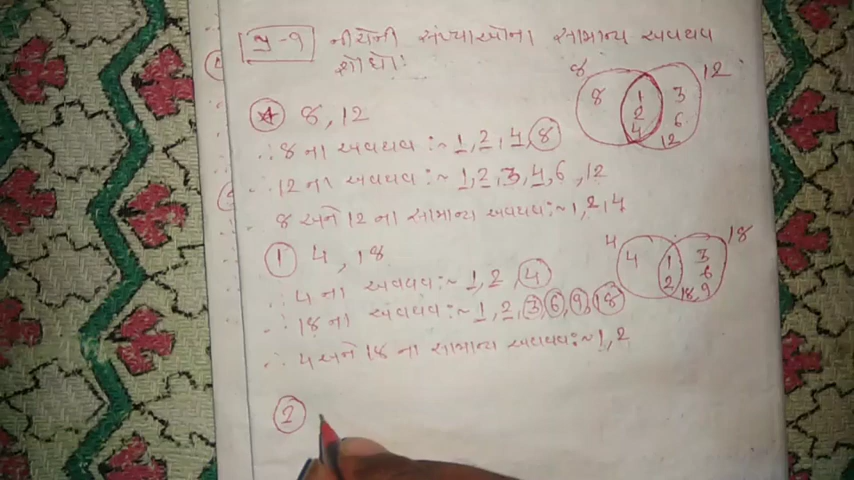 પ્ર-૧ નીચેની સંખ્યાઓના સામાન્ય અવયવ
શોધો:
8, 12
∴ 8 ના અવયવ :~ 1, 2, 4, 8
∴ 12 ના અવયવ :~ 1, 2, 3, 4, 6, 12
8 અને 12 ના સામાન્ય અવયવ :~ 1, 2, 4
8 12
8 1 3
2 6
4 12
1 4, 18
∴ 4 ના અવયવ :~ 1, 2, 4
∴ 18 ના અવયવ :~ 1, 2, 3, 6, 9, 18
∴ 4 અને 18 ના સામાન્ય અવયવ :~ 1, 2
4 18
4 1 3
6
2 18, 9
2